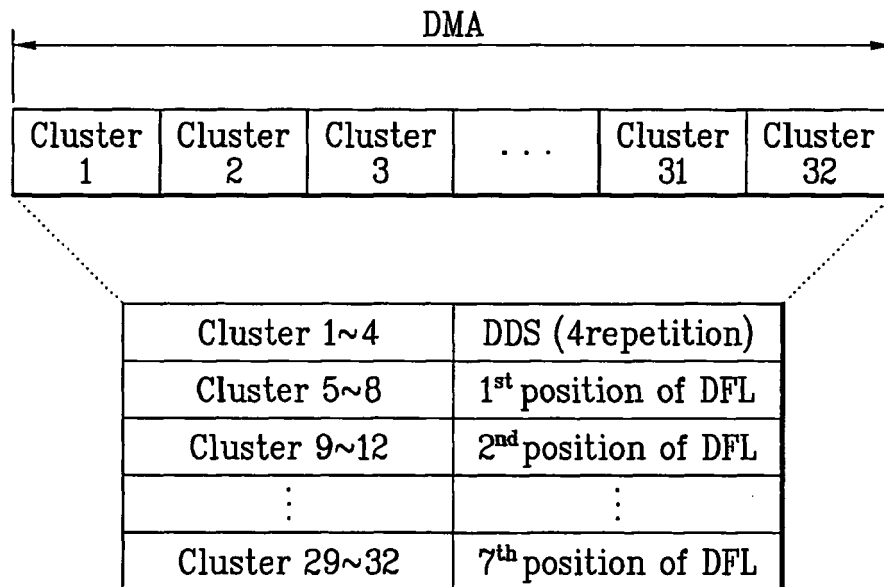 DMA
Cluster 1
Cluster 2
Cluster 3
. . .
Cluster 31
Cluster 32
Cluster 1~4 DDS (4repetition)
Cluster 5~8 1st position of DFL
Cluster 9~12 2nd position of DFL
⋮ ⋮
Cluster 29~32 7th position of DFL